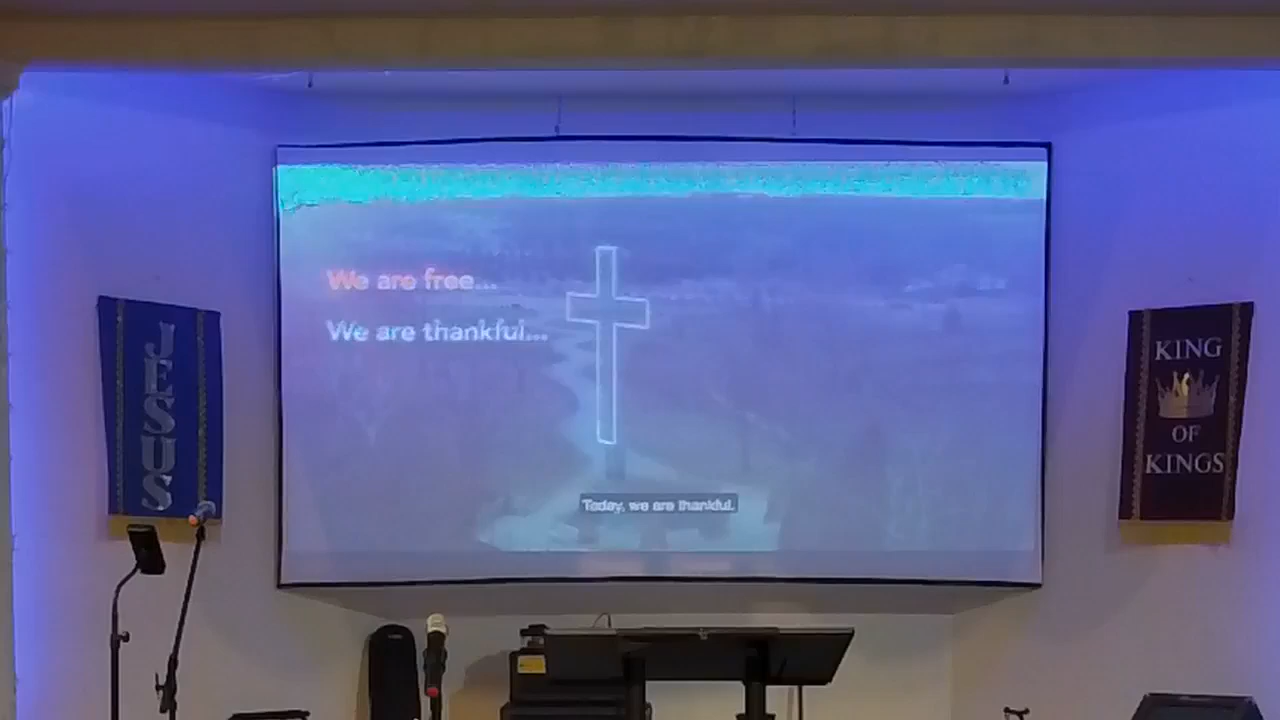 We are free...
We are thankful...
Today, we are thankful.
JESUS
KING
OF
KINGS